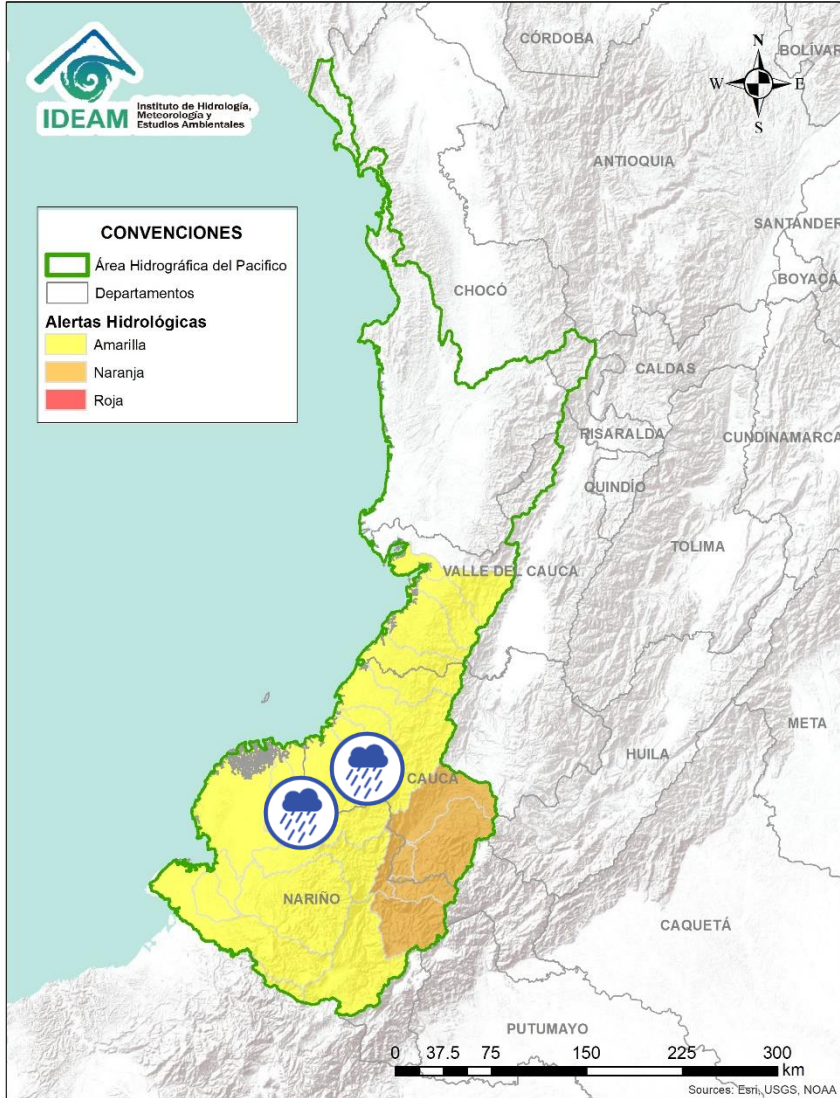 IDEAM
Instituto de Hidrología,
Meteorología y
Estudios Ambientales
CÓRDOBA
BOLÍVAR
N
W
E
S
ANTIOQUIA
SANTANDER
BOYACÁ
CONVENCIONES
Área Hidrográfica del Pacifico
Departamentos
Alertas Hidrológicas
Amarilla
Naranja
Roja
CHOCÓ
CALDAS
RISARALDA
CUNDINAMARCA
QUINDÍO
TOLIMA
VALLE DEL CAUCA
META
HUILA
CAUCA
NARIÑO
CAQUETÁ
PUTUMAYO
0 37.5 75 150 225 300
km
Sources: Esri, USGS, NOAA